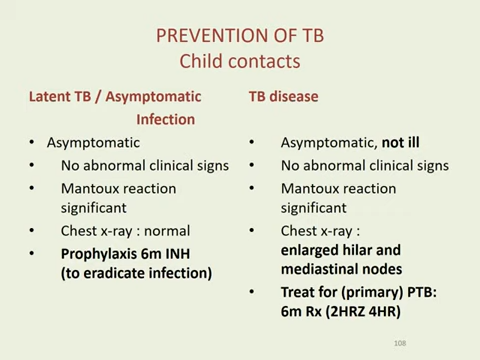 PREVENTION OF TB
Child contacts
Latent TB / Asymptomatic
Infection
• Asymptomatic
• No abnormal clinical signs
• Mantoux reaction
significant
• Chest x-ray : normal
• Prophylaxis 6m INH
(to eradicate infection)
TB disease
• Asymptomatic, not ill
• No abnormal clinical signs
• Mantoux reaction
significant
• Chest x-ray :
enlarged hilar and
mediastinal nodes
• Treat for (primary) PTB:
6m Rx (2HRZ 4HR)
108